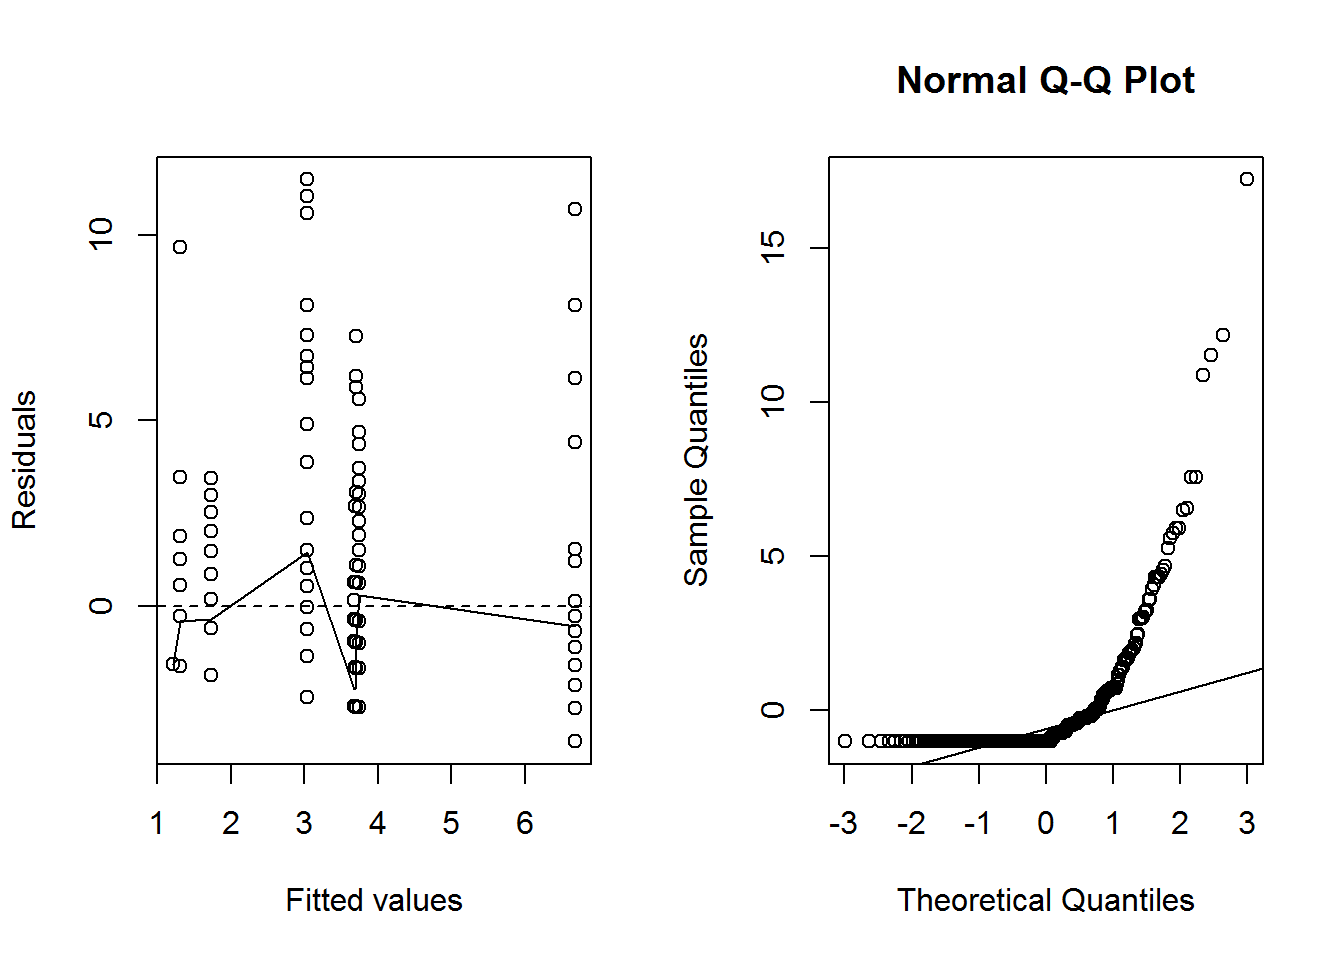 Residuals
10
5
0
1 2 3 4 5 6
Fitted values
Normal Q-Q Plot
Sample Quantiles
15
10
5
0
-3 -2 -1 0 1 2 3
Theoretical Quantiles